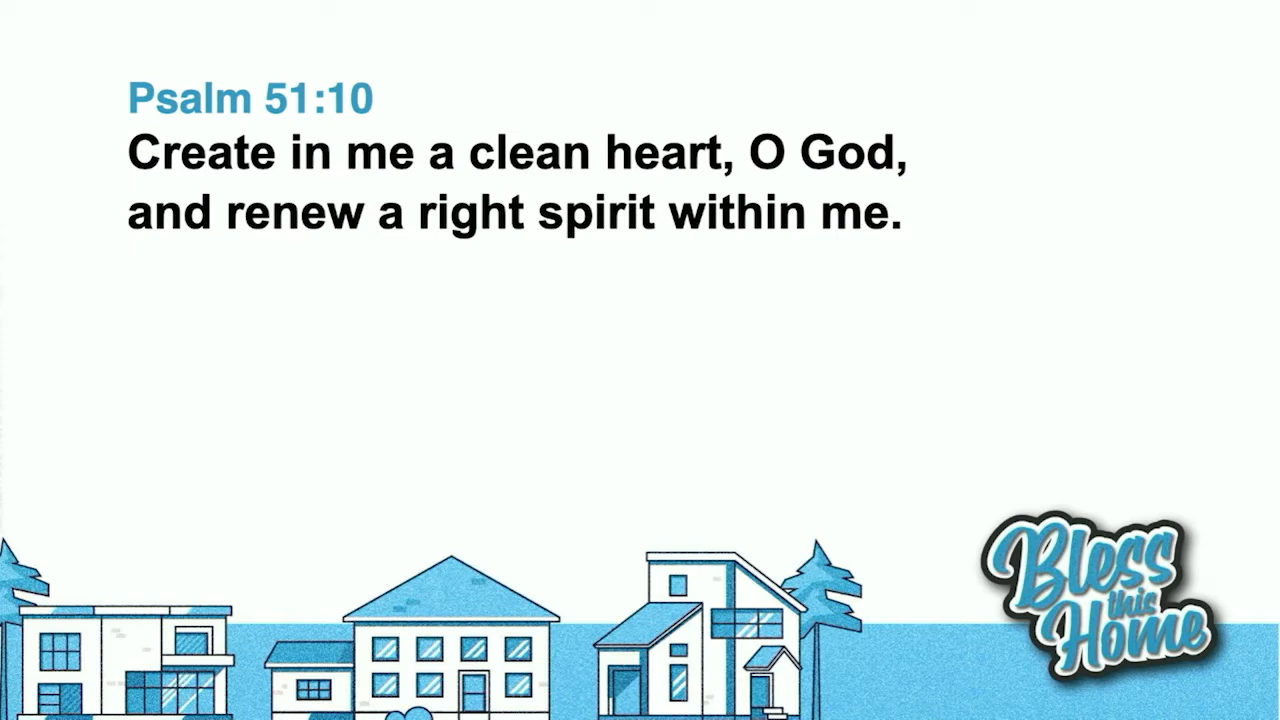 Psalm 51:10
Create in me a clean heart, O God,
and renew a right spirit within me.
Bless
this
Home